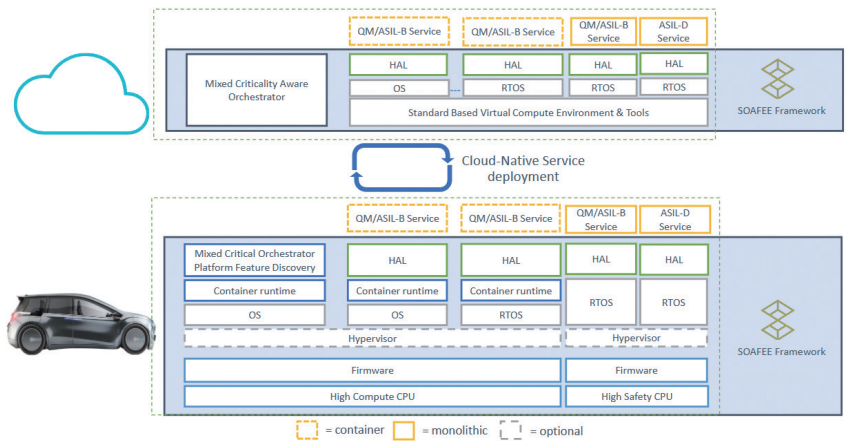 QM/ASIL-B Service
QM/ASIL-B Service
QM/ASIL-B
Service
ASIL-D
Service
Mixed Criticality Aware
Orchestrator
HAL
HAL
HAL
HAL
OS
...
RTOS
RTOS
RTOS
Standard Based Virtual Compute Environment & Tools
SOAFEE Framework
Cloud-Native Service
deployment
QM/ASIL-B Service
QM/ASIL-B Service
QM/ASIL-B
Service
ASIL-D
Service
Mixed Critical Orchestrator
Platform Feature Discovery
HAL
HAL
HAL
HAL
Container runtime
Container runtime
Container runtime
OS
OS
RTOS
RTOS
RTOS
Hypervisor
Hypervisor
SOAFEE Framework
Firmware
Firmware
High Compute CPU
High Safety CPU
= container
= monolithic
= optional